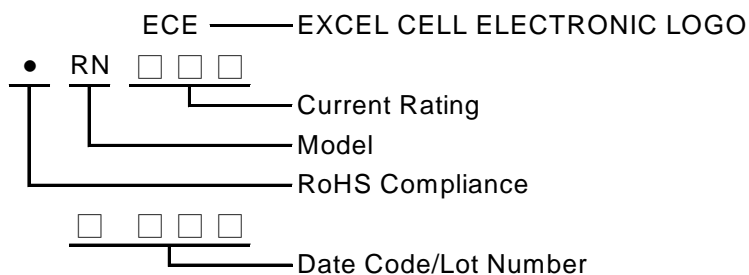 ECE EXCEL CELL ELECTRONIC LOGO
• RN □ □ □
Current Rating
Model
RoHS Compliance
□ □ □ □
Date Code/Lot Number